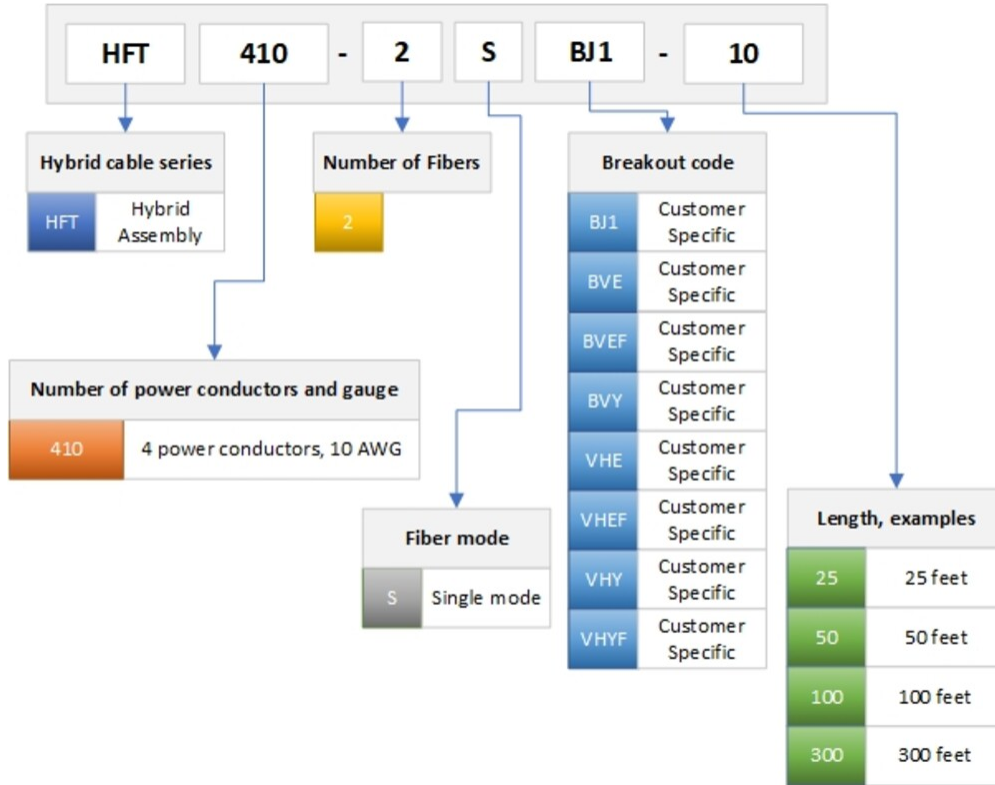 HFT 410 - 2 S BJ1 - 10
Hybrid cable series
HFT Hybrid
Assembly
Number of Fibers
2
Breakout code
BJ1 Customer
Specific
BVE Customer
Specific
BVEF Customer
Specific
BVY Customer
Specific
VHE Customer
Specific
VHEF Customer
Specific
VHY Customer
Specific
VHYF Customer
Specific
Number of power conductors and gauge
410 4 power conductors, 10 AWG
Fiber mode
S Single mode
Length, examples
25 25 feet
50 50 feet
100 100 feet
300 300 feet